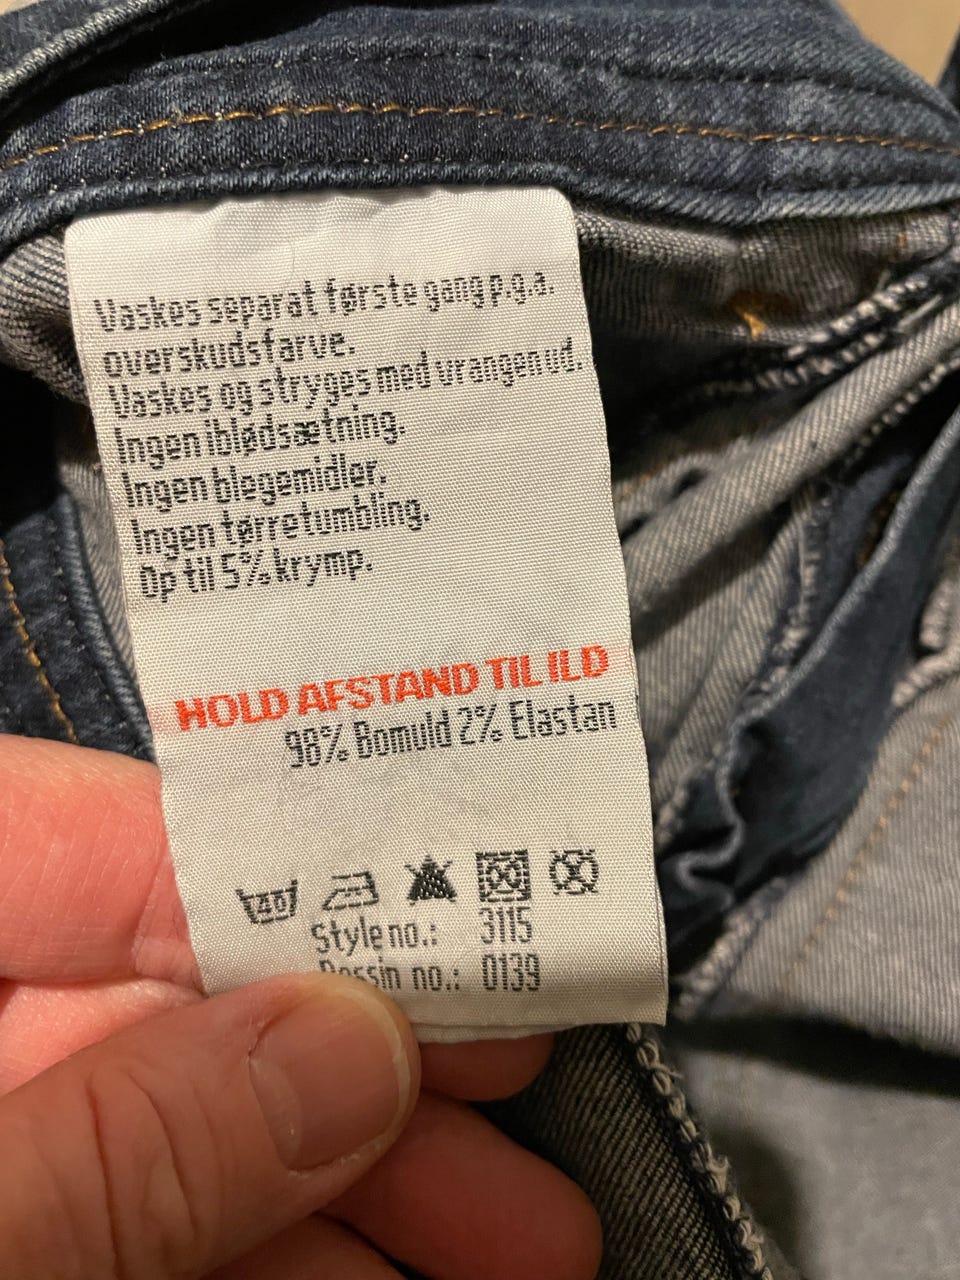 Vaskes separat første gang p.g.a.
overskudsfarve.
Vaskes og stryges med vrangen ud.
Ingen iblødsætning.
Ingen blegemidler.
Ingen tørretumbling.
Op til 5% krymp.
HOLD AFSTAND TIL ILD
98% Bomuld 2% Elastan
40
Style no.: 3115
no.: 0139